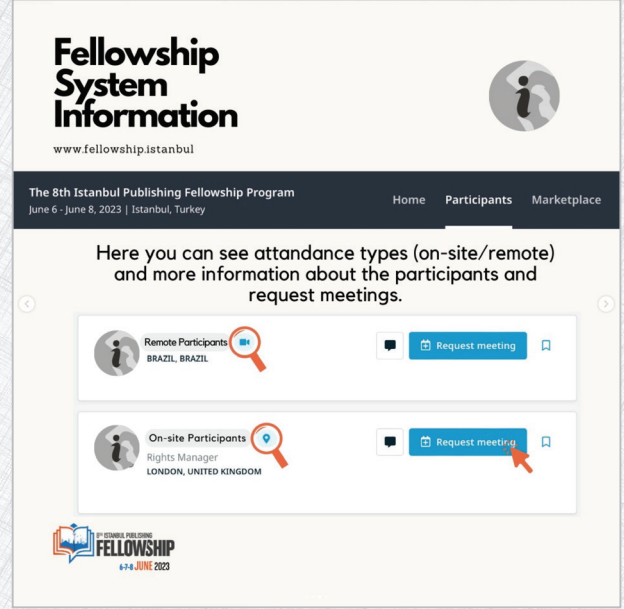 Fellowship
System
Information
www.fellowship.istanbul
The 8th Istanbul Publishing Fellowship Program
June 6 - June 8, 2023 | Istanbul, Turkey
Home Participants Marketplace
Here you can see attandance types (on-site/remote)
and more information about the participants and
request meetings.
Remote Participants
BRAZIL, BRAZIL
Request meeting
On-site Participants
Rights Manager
LONDON, UNITED KINGDOM
Request meeting
8TH ISTANBUL PUBLISHING
FELLOWSHIP
6-7-8 JUNE 2023